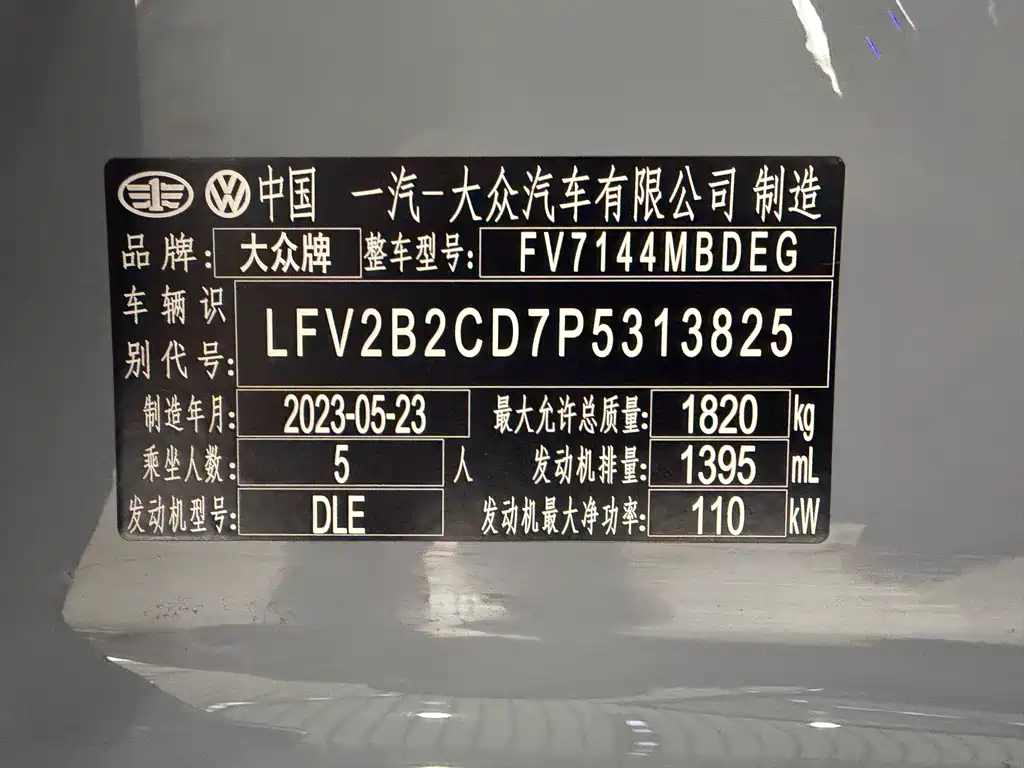 中国 一汽-大众汽车有限公司 制造
品牌: 大众牌 整车型号: FV7144MBDEG
车辆识别代号: LFV2B2CD7P5313825
制造年月: 2023-05-23 最大允许总质量: 1820 kg
乘坐人数: 5 人 发动机排量: 1395 mL
发动机型号: DLE 发动机最大净功率: 110 kW